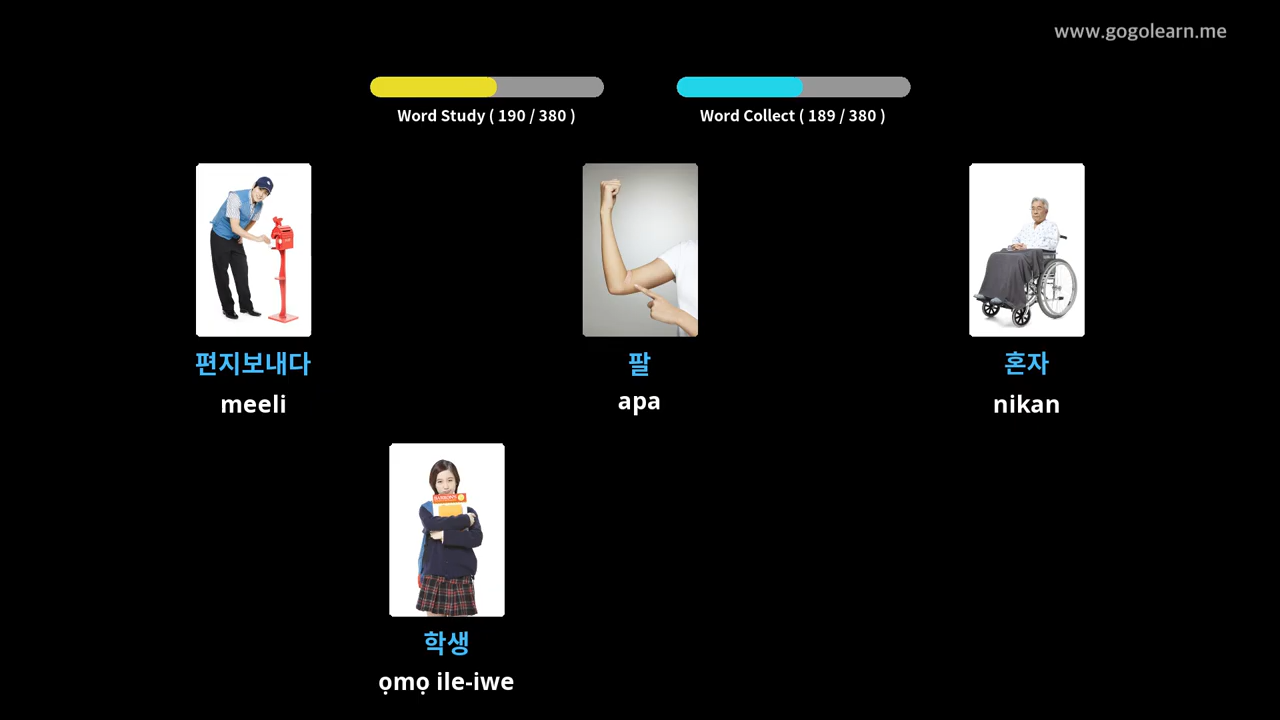 www.gogolearn.me
Word Study ( 190 / 380 )
Word Collect ( 189 / 380 )
편지보내다
meeli
팔
apa
혼자
nikan
학생
ọmọ ile-iwe